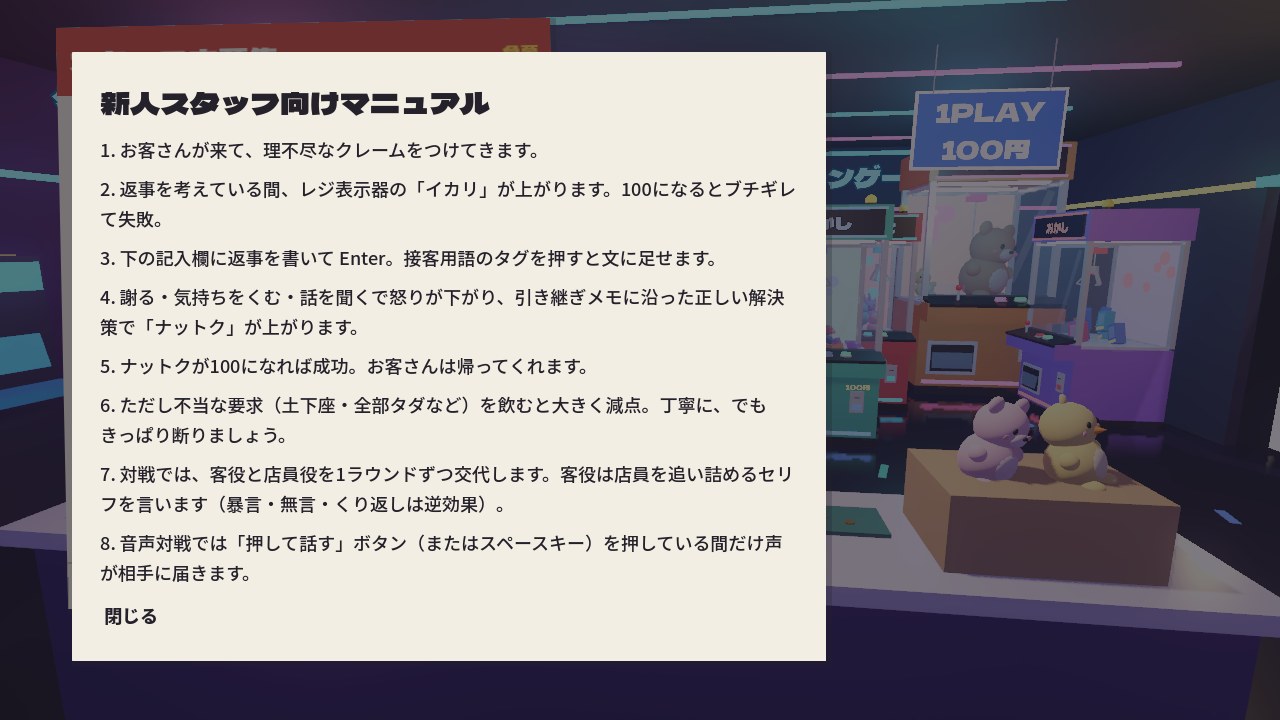 新人スタッフ向けマニュアル
1. お客さんが来て、理不尽なクレームをつけてきます。
2. 返事を考えている間、レジ表示器の「イカリ」が上がります。100になるとブチギレ
て失敗。
3. 下の記入欄に返事を書いて Enter。接客用語のタグを押すと文に足せます。
4. 謝る・気持ちをくむ・話を聞くで怒りが下がり、引き継ぎメモに沿った正しい解決
策で「ナットク」が上がります。
5. ナットクが100になれば成功。お客さんは帰ってくれます。
6. ただし不当な要求（土下座・全部タダなど）を飲むと大きく減点。丁寧に、でも
きっぱり断りましょう。
7. 対戦では、客役と店員役を1ラウンドずつ交代します。客役は店員を追い詰めるセリ
フを言います（暴言・無言・くり返しは逆効果）。
8. 音声対戦では「押して話す」ボタン（またはスペースキー）を押している間だけ声
が相手に届きます。
閉じる
1PLAY
100円
おかし
100円